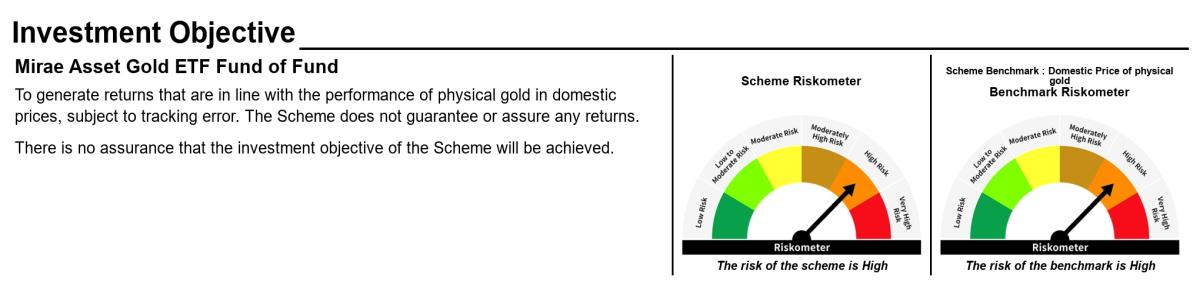 Investment Objective
Mirae Asset Gold ETF Fund of Fund
To generate returns that are in line with the performance of physical gold in domestic
prices, subject to tracking error. The Scheme does not guarantee or assure any returns.
There is no assurance that the investment objective of the Scheme will be achieved.
Scheme Riskometer
Low Risk
Low to
Moderate Risk
Moderate Risk
Moderately
High Risk
High Risk
Very High
Risk
Riskometer
The risk of the scheme is High
Scheme Benchmark : Domestic Price of physical
gold
Benchmark Riskometer
Low Risk
Low to
Moderate Risk
Moderate Risk
Moderately
High Risk
High Risk
Very High
Risk
Riskometer
The risk of the benchmark is High